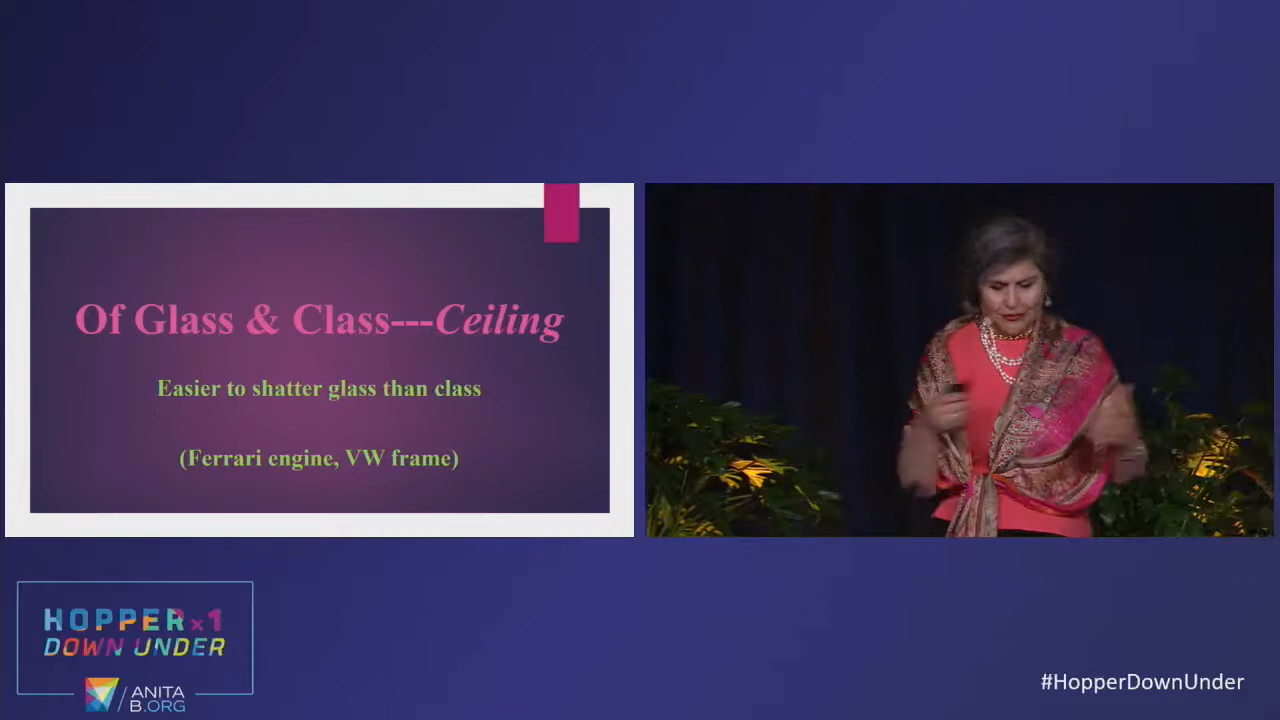 Of Glass & Class---Ceiling
Easier to shatter glass than class
(Ferrari engine, VW frame)
HOPPER x1
DOWN UNDER
ANITA
B.ORG
#HopperDownUnder